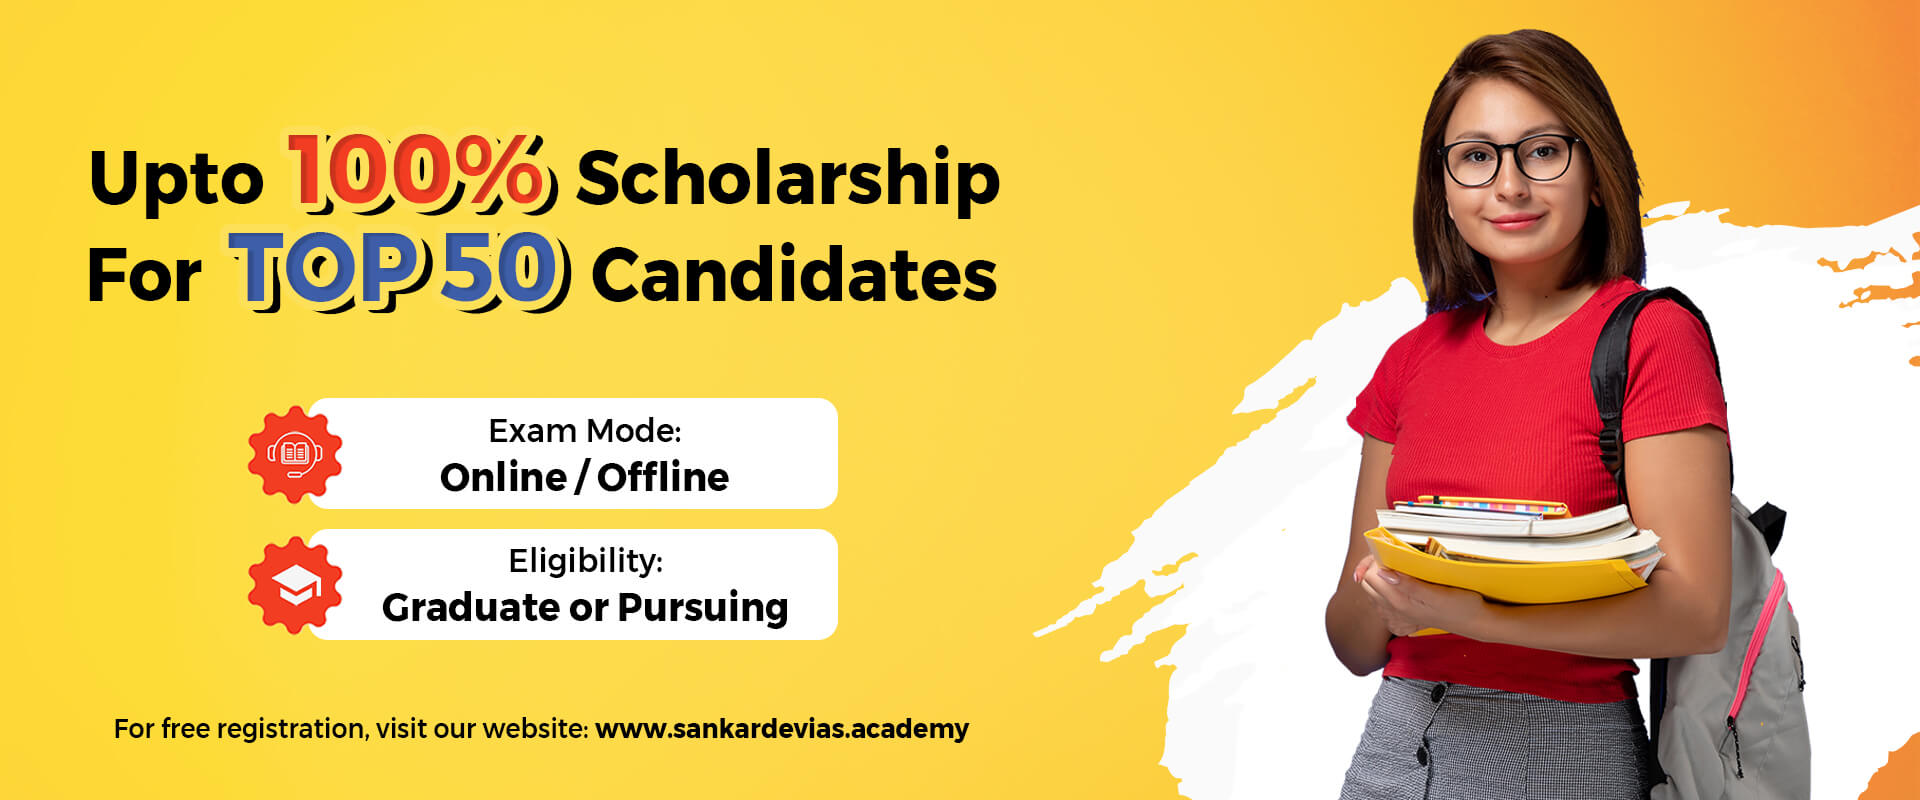 Upto 100% Scholarship
For TOP 50 Candidates
Exam Mode:
Online / Offline
Eligibility:
Graduate or Pursuing
For free registration, visit our website: www.sankardevias.academy